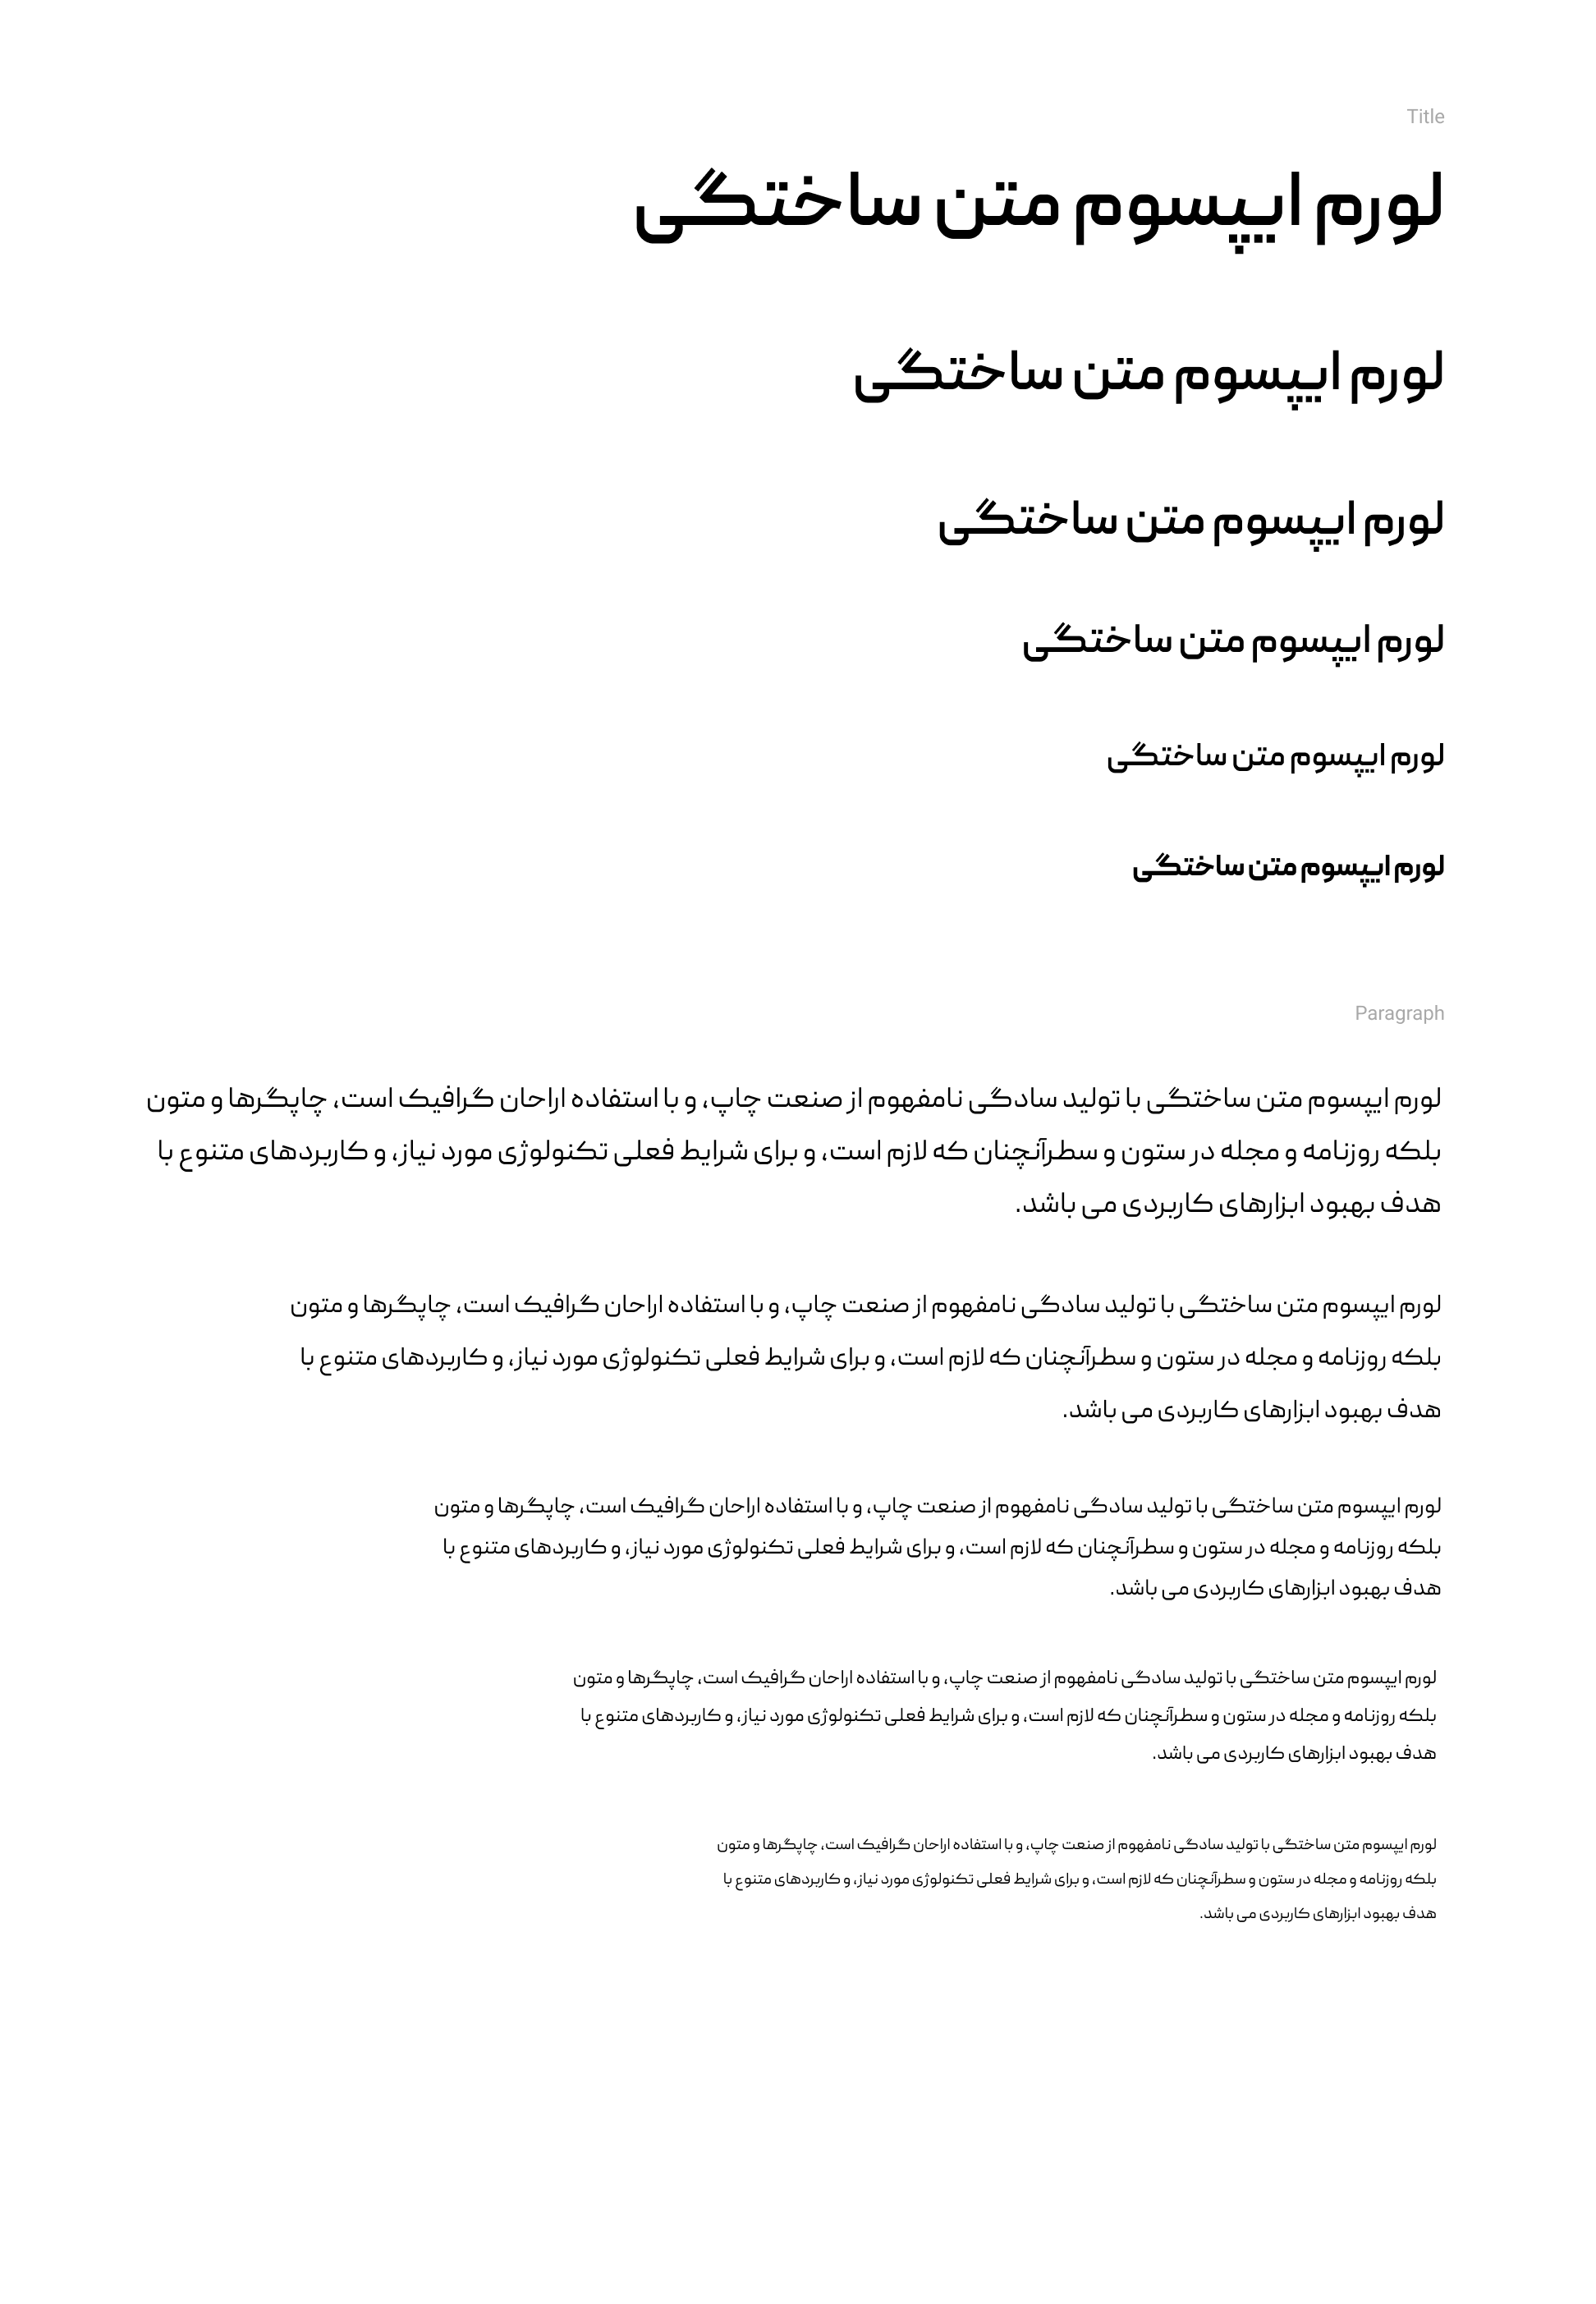 Title
لورم ایپسوم متن ساختگی
لورم ایپسوم متن ساختگی
لورم ایپسوم متن ساختگی
لورم ایپسوم متن ساختگی
لورم ایپسوم متن ساختگی
لورم ایپسوم متن ساختگی
Paragraph
لورم ایپسوم متن ساختگی با تولید سادگی نامفهوم از صنعت چاپ، و با استفاده اراحان گرافیک است، چاپگرها و متون
بلکه روزنامه و مجله در ستون و سطرآنچنان که لازم است، و برای شرایط فعلی تکنولوژی مورد نیاز، و کاربردهای متنوع با
هدف بهبود ابزارهای کاربردی می باشد.
لورم ایپسوم متن ساختگی با تولید سادگی نامفهوم از صنعت چاپ، و با استفاده اراحان گرافیک است، چاپگرها و متون
بلکه روزنامه و مجله در ستون و سطرآنچنان که لازم است، و برای شرایط فعلی تکنولوژی مورد نیاز، و کاربردهای متنوع با
هدف بهبود ابزارهای کاربردی می باشد.
لورم ایپسوم متن ساختگی با تولید سادگی نامفهوم از صنعت چاپ، و با استفاده اراحان گرافیک است، چاپگرها و متون
بلکه روزنامه و مجله در ستون و سطرآنچنان که لازم است، و برای شرایط فعلی تکنولوژی مورد نیاز، و کاربردهای متنوع با
هدف بهبود ابزارهای کاربردی می باشد.
لورم ایپسوم متن ساختگی با تولید سادگی نامفهوم از صنعت چاپ، و با استفاده اراحان گرافیک است، چاپگرها و متون
بلکه روزنامه و مجله در ستون و سطرآنچنان که لازم است، و برای شرایط فعلی تکنولوژی مورد نیاز، و کاربردهای متنوع با
هدف بهبود ابزارهای کاربردی می باشد.
لورم ایپسوم متن ساختگی با تولید سادگی نامفهوم از صنعت چاپ، و با استفاده اراحان گرافیک است، چاپگرها و متون
بلکه روزنامه و مجله در ستون و سطرآنچنان که لازم است، و برای شرایط فعلی تکنولوژی مورد نیاز، و کاربردهای متنوع با
هدف بهبود ابزارهای کاربردی می باشد.